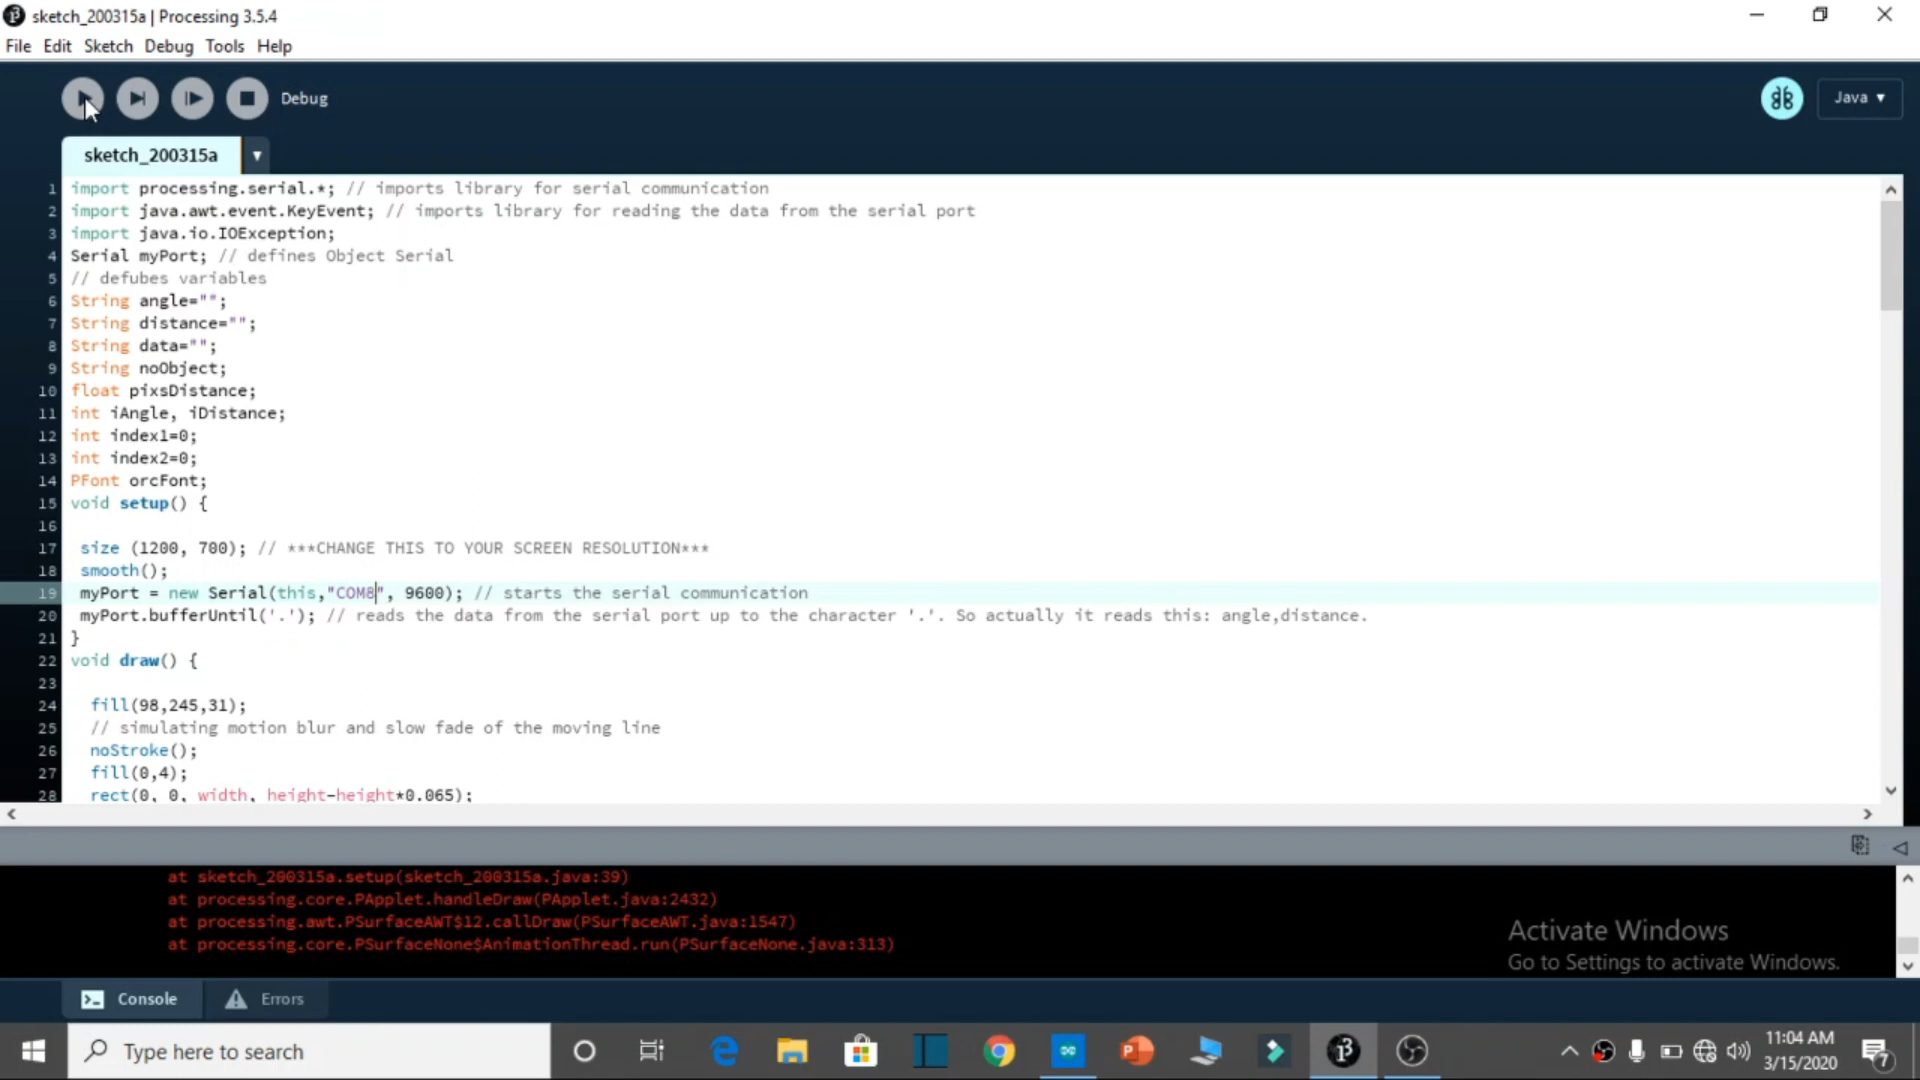 sketch_200315a | Processing 3.5.4
File Edit Sketch Debug Tools Help
Debug
Java ▾
sketch_200315a
1 import processing.serial.*; // imports library for serial communication
2 import java.awt.event.KeyEvent; // imports library for reading the data from the serial port
3 import java.io.IOException;
4 Serial myPort; // defines Object Serial
5 // defubes variables
6 String angle="";
7 String distance="";
8 String data="";
9 String noObject;
10 float pixsDistance;
11 int iAngle, iDistance;
12 int index1=0;
13 int index2=0;
14 PFont orcFont;
15 void setup() {
16
17 size (1200, 700); // ***CHANGE THIS TO YOUR SCREEN RESOLUTION***
18 smooth();
19 myPort = new Serial(this,"COM8", 9600); // starts the serial communication
20 myPort.bufferUntil('.'); // reads the data from the serial port up to the character '.'. So actually it reads this: angle,distance.
21 }
22 void draw() {
23
24 fill(98,245,31);
25 // simulating motion blur and slow fade of the moving line
26 noStroke();
27 fill(0,4);
28 rect(0, 0, width, height-height*0.065);
at sketch_200315a.setup(sketch_200315a.java:39)
at processing.core.PApplet.handleDraw(PApplet.java:2432)
at processing.awt.PSurfaceAWT$12.callDraw(PSurfaceAWT.java:1547)
at processing.core.PSurfaceNone$AnimationThread.run(PSurfaceNone.java:313)
Activate Windows
Go to Settings to activate Windows.
Console Errors
Type here to search
11:04 AM
3/15/2020
7